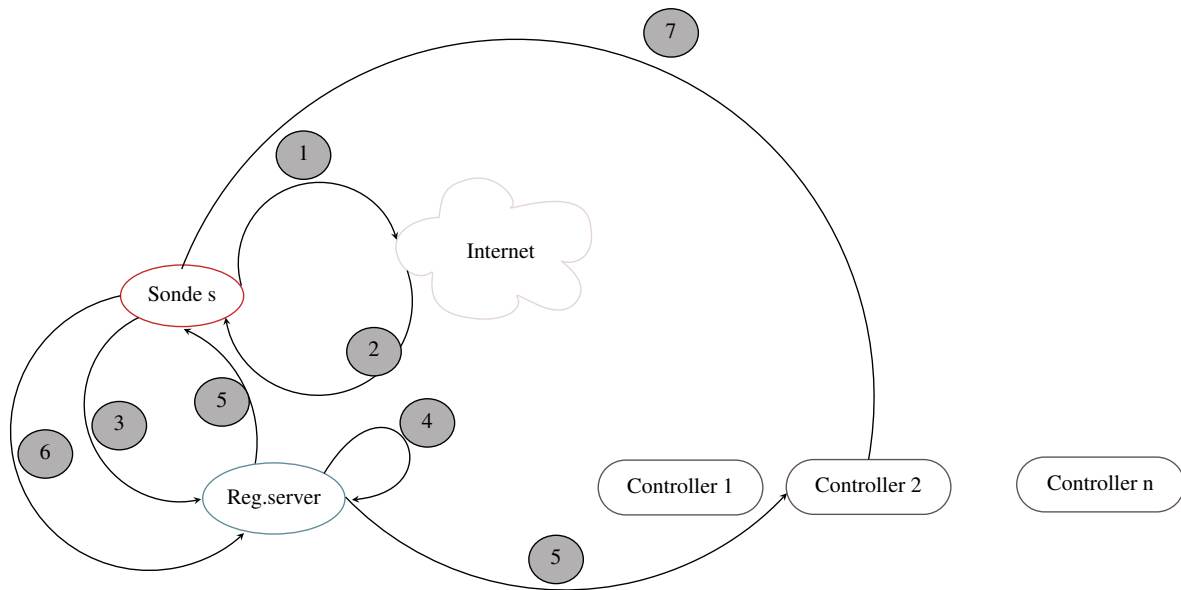 7
1
Internet
Sonde s
2
5
3
4
6
Reg.server
Controller 1
Controller 2
Controller n
5